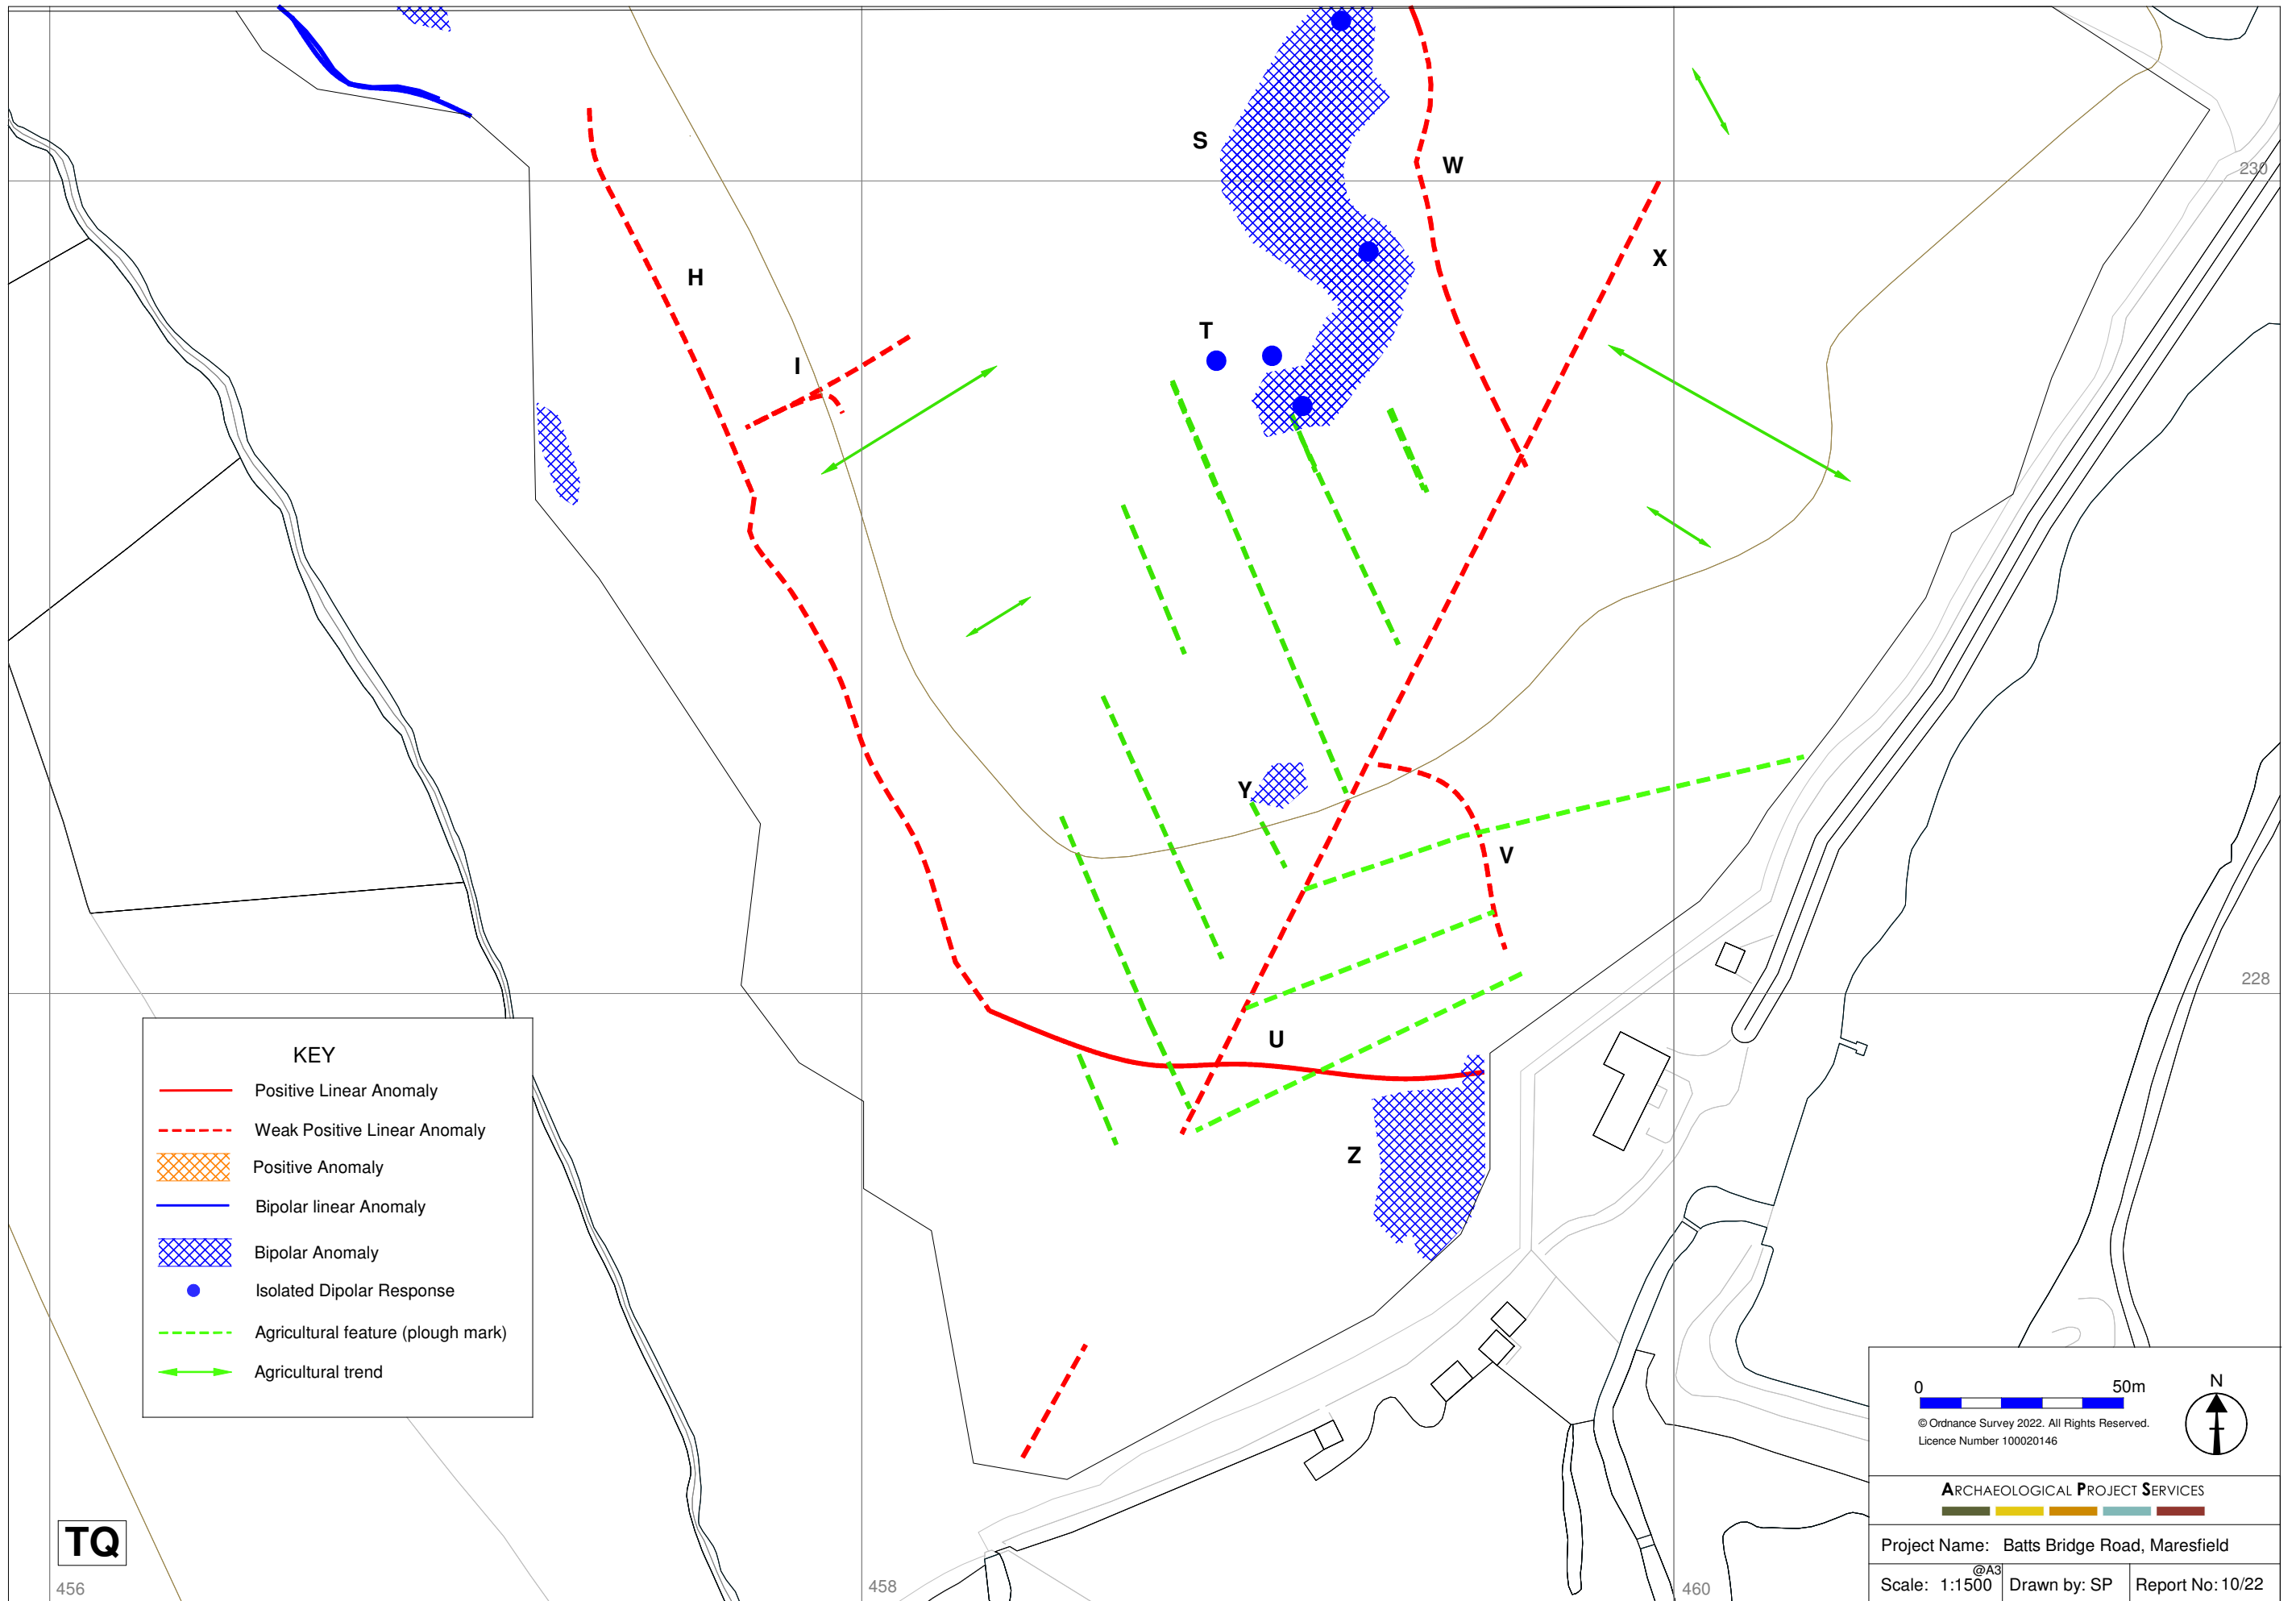 S
W
230
H
X
T
I
Y
V
228
U
Z
KEY
Positive Linear Anomaly
Weak Positive Linear Anomaly
Positive Anomaly
Bipolar linear Anomaly
Bipolar Anomaly
Isolated Dipolar Response
Agricultural feature (plough mark)
Agricultural trend
TQ
456
458
460
0 50m
N
© Ordnance Survey 2022. All Rights Reserved.
Licence Number 100020146
ARCHAEOLOGICAL PROJECT SERVICES
Project Name: Batts Bridge Road, Maresfield
@A3
Scale: 1:1500 Drawn by: SP Report No: 10/22